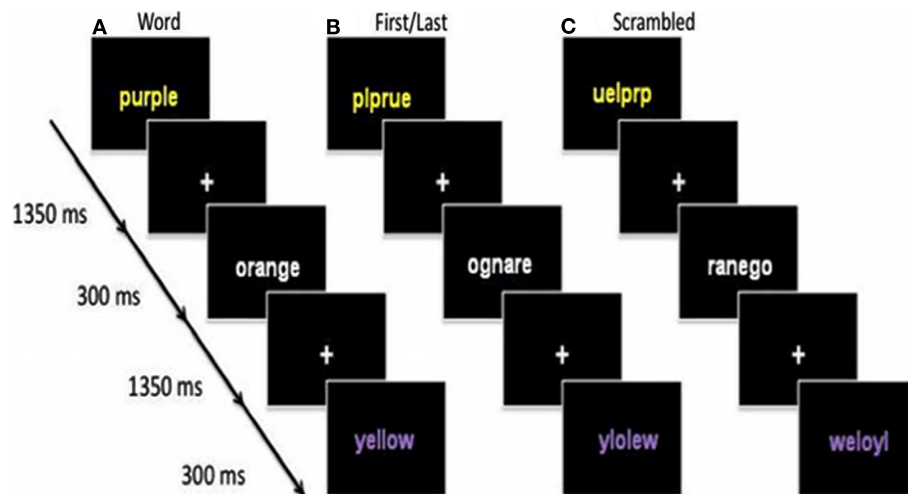 A Word
B First/Last
C Scrambled
purple
plprue
uelprp
+ + +
1350 ms
orange
ognare
ranego
300 ms
+ + +
1350 ms
yellow
ylolew
weloyl
300 ms